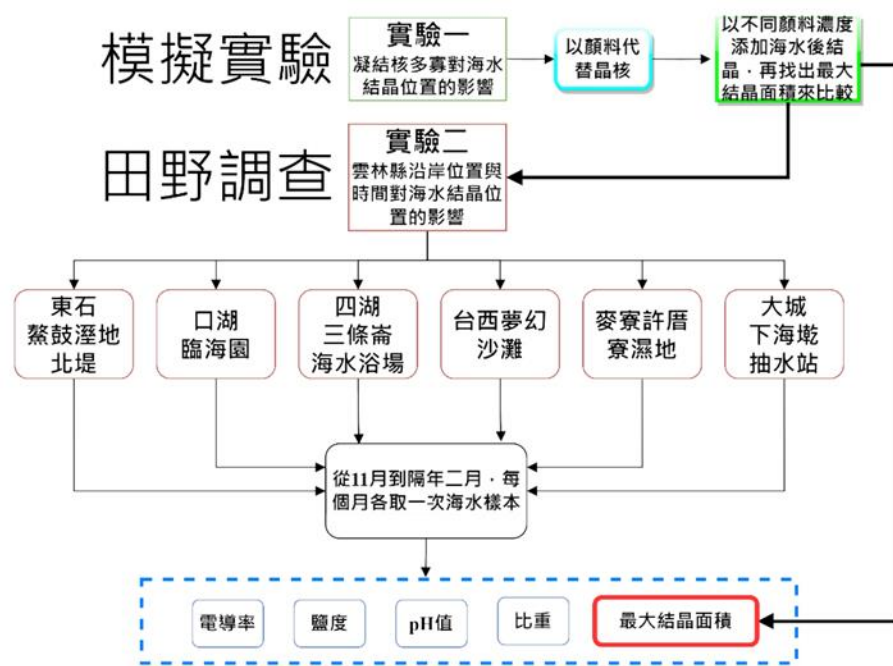 模擬實驗
實驗一
凝結核多寡對海水
結晶位置的影響
以顏料代
替晶核
以不同顏料濃度
添加海水後結
晶，再找出最大
結晶面積來比較
田野調查
實驗二
雲林縣沿岸位置與
時間對海水結晶位
置的影響
東石
鰲鼓溼地
北堤
口湖
臨海園
四湖
三條崙
海水浴場
台西夢幻
沙灘
麥寮許厝
寮濕地
大城
下海墘
抽水站
從11月到隔年二月，每
個月各取一次海水樣本
電導率
鹽度
pH值
比重
最大結晶面積